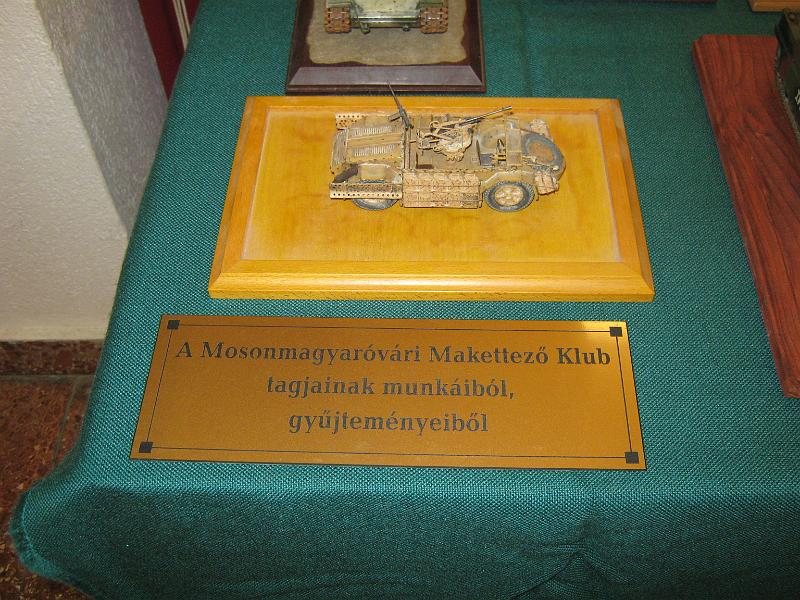 A Mosonmagyaróvári Makettező Klub
tagjainak munkáiból,
gyűjteményeiből